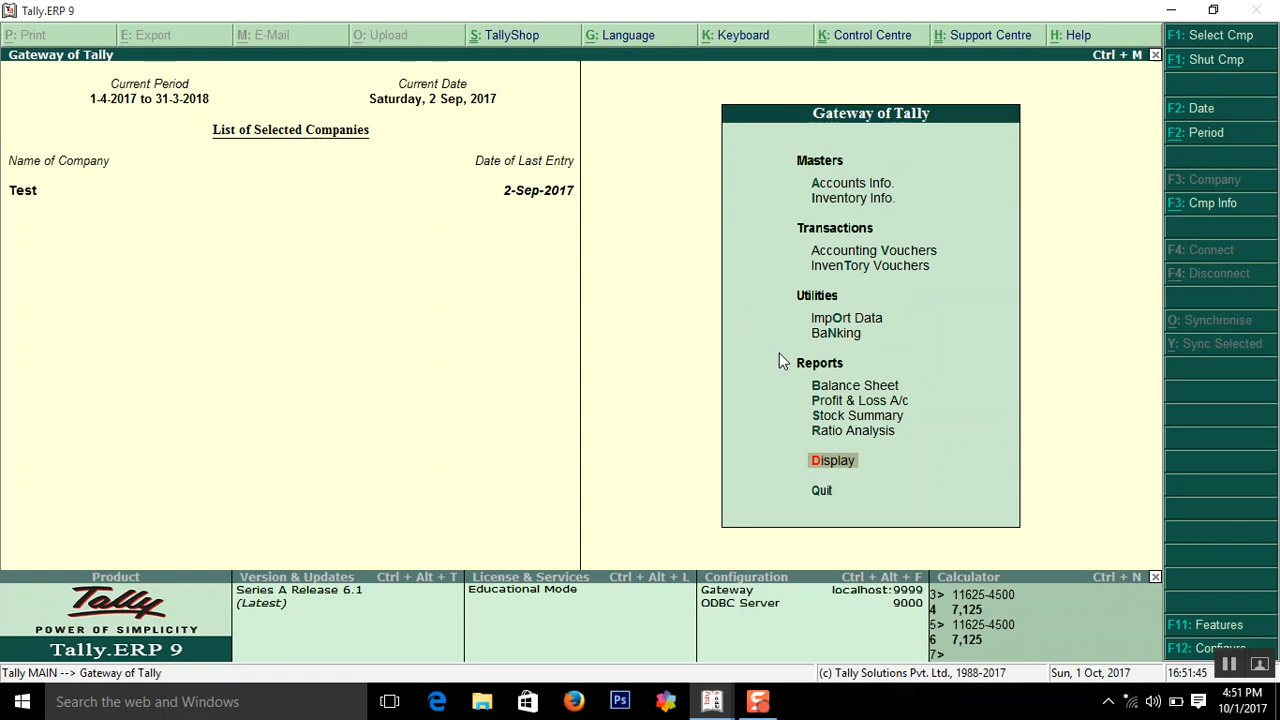 Tally.ERP 9
P: Print
E: Export
M: E-Mail
O: Upload
S: TallyShop
G: Language
K: Keyboard
K: Control Centre
H: Support Centre
H: Help
F1: Select Cmp
Gateway of Tally
Ctrl + M
F1: Shut Cmp
Current Period
Current Date
1-4-2017 to 31-3-2018
Saturday, 2 Sep, 2017
List of Selected Companies
Name of Company
Date of Last Entry
Test
2-Sep-2017
Gateway of Tally
Masters
Accounts Info.
Inventory Info.
Transactions
Accounting Vouchers
InvenTory Vouchers
Utilities
ImpOrt Data
BaNking
Reports
Balance Sheet
Profit & Loss A/c
Stock Summary
Ratio Analysis
Display
Quit
F2: Date
F2: Period
F3: Company
F3: Cmp Info
F4: Connect
F4: Disconnect
O: Synchronise
Y: Sync Selected
F11: Features
F12: Configure
Product
Tally
POWER OF SIMPLICITY
Tally.ERP 9
Version & Updates
Ctrl + Alt + T
Series A Release 6.1
(Latest)
License & Services
Ctrl + Alt + L
Educational Mode
Configuration
Ctrl + Alt + F
Gateway
localhost:9999
ODBC Server
9000
Calculator
Ctrl + N
3> 11625-4500
4 7,125
5> 11625-4500
6 7,125
7>
Tally MAIN --> Gateway of Tally
(c) Tally Solutions Pvt. Ltd., 1988-2017
Sun, 1 Oct, 2017
16:51:45
Search the web and Windows
4:51 PM
10/1/2017